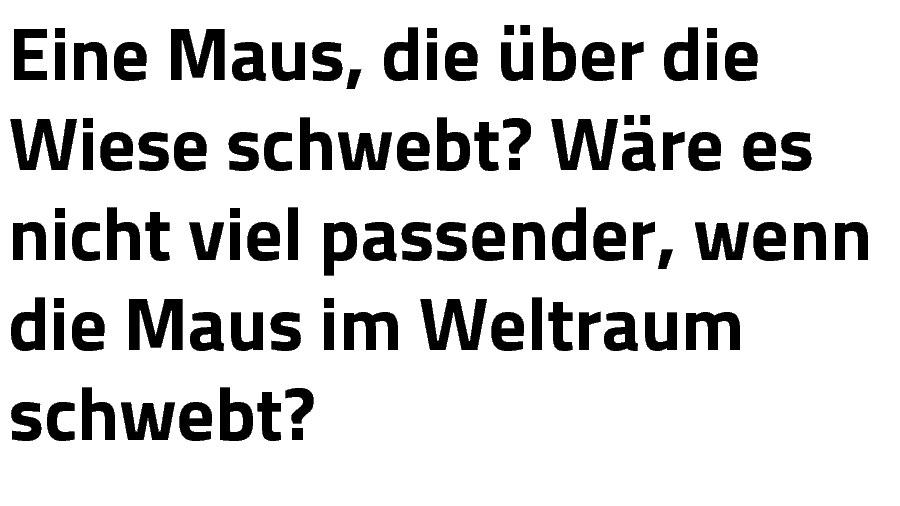 Eine Maus, die über die
Wiese schwebt? Wäre es
nicht viel passender, wenn
die Maus im Weltraum
schwebt?